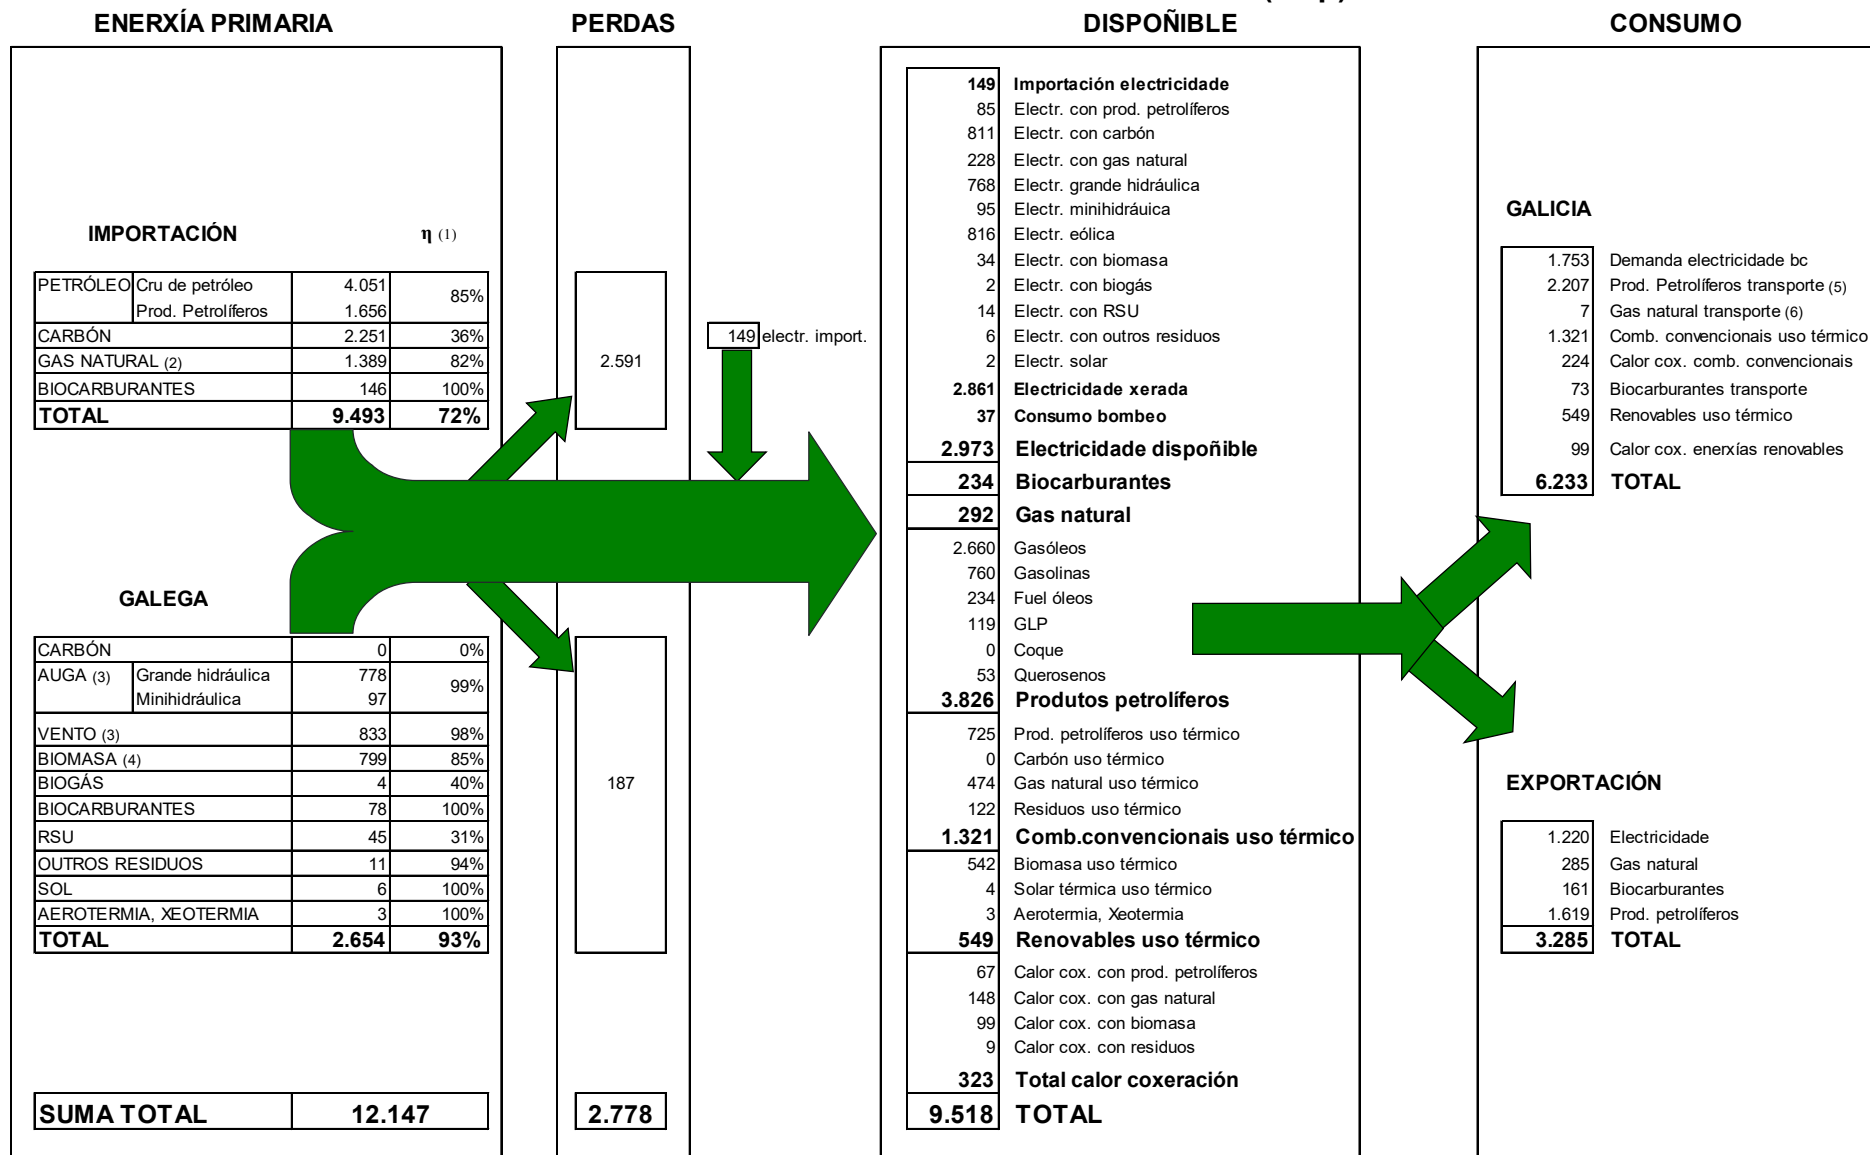 ENERXÍA PRIMARIA
PERDAS
DISPOÑIBLE
CONSUMO
IMPORTACIÓN η (1)
PETRÓLEO Cru de petróleo 4.051 85%
Prod. Petrolíferos 1.656
CARBÓN 2.251 36%
GAS NATURAL (2) 1.389 82%
BIOCARBURANTES 146 100%
TOTAL 9.493 72%
GALEGA
CARBÓN 0 0%
AUGA (3) Grande hidráulica 778 99%
Minihidráulica 97
VENTO (3) 833 98%
BIOMASA (4) 799 85%
BIOGÁS 4 40%
BIOCARBURANTES 78 100%
RSU 45 31%
OUTROS RESIDUOS 11 94%
SOL 6 100%
AEROTERMIA, XEOTERMIA 3 100%
TOTAL 2.654 93%
SUMA TOTAL 12.147
2.591
187
2.778
149 electr. import.
149 Importación electricidade
85 Electr. con prod. petrolíferos
811 Electr. con carbón
228 Electr. con gas natural
768 Electr. grande hidráulica
95 Electr. minihidráuica
816 Electr. eólica
34 Electr. con biomasa
2 Electr. con biogás
14 Electr. con RSU
6 Electr. con outros residuos
2 Electr. solar
2.861 Electricidade xerada
37 Consumo bombeo
2.973 Electricidade dispoñible
234 Biocarburantes
292 Gas natural
2.660 Gasóleos
760 Gasolinas
234 Fuel óleos
119 GLP
0 Coque
53 Querosenos
3.826 Produtos petrolíferos
725 Prod. petrolíferos uso térmico
0 Carbón uso térmico
474 Gas natural uso térmico
122 Residuos uso térmico
1.321 Comb.convencionais uso térmico
542 Biomasa uso térmico
4 Solar térmica uso térmico
3 Aerotermia, Xeotermia
549 Renovables uso térmico
67 Calor cox. con prod. petrolíferos
148 Calor cox. con gas natural
99 Calor cox. con biomasa
9 Calor cox. con residuos
323 Total calor coxeración
9.518 TOTAL
GALICIA
1.753 Demanda electricidade bc
2.207 Prod. Petrolíferos transporte (5)
7 Gas natural transporte (6)
1.321 Comb. convencionais uso térmico
224 Calor cox. comb. convencionais
73 Biocarburantes transporte
549 Renovables uso térmico
99 Calor cox. enerxías renovables
6.233 TOTAL
EXPORTACIÓN
1.220 Electricidade
285 Gas natural
161 Biocarburantes
1.619 Prod. petrolíferos
3.285 TOTAL